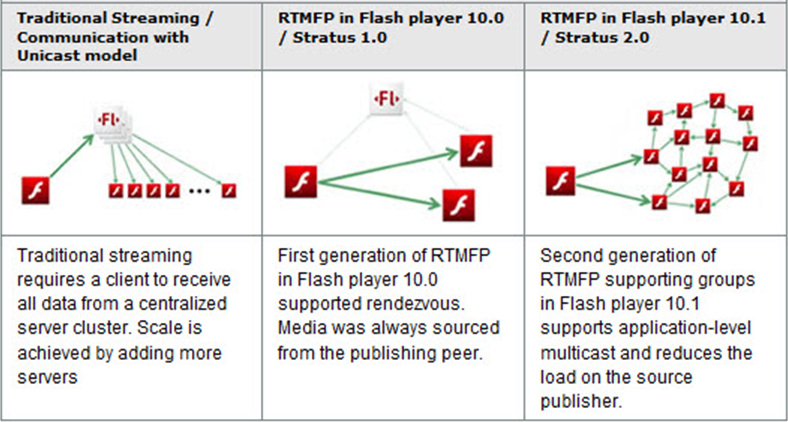 Traditional Streaming /
Communication with
Unicast model
RTMFP in Flash player 10.0
/ Stratus 1.0
RTMFP in Flash player 10.1
/ Stratus 2.0
Fl
Fl
Traditional streaming
requires a client to receive
all data from a centralized
server cluster. Scale is
achieved by adding more
servers
First generation of RTMFP
in Flash player 10.0
supported rendezvous.
Media was always sourced
from the publishing peer.
Second generation of
RTMFP supporting groups
in Flash player 10.1
supports application-level
multicast and reduces the
load on the source
publisher.